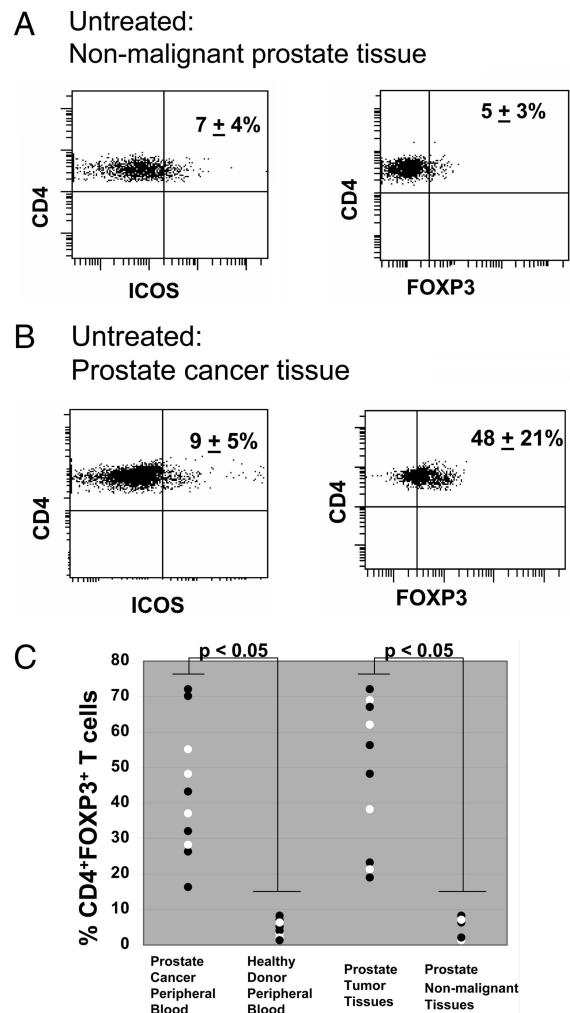 A
Untreated:
Non-malignant prostate tissue
7 ± 4%
CD4
ICOS
5 ± 3%
CD4
FOXP3
B
Untreated:
Prostate cancer tissue
9 ± 5%
CD4
ICOS
48 ± 21%
CD4
FOXP3
C
p < 0.05
p < 0.05
% CD4⁺FOXP3⁺ T cells
80
70
60
50
40
30
20
10
0
Prostate
Cancer
Peripheral
Blood
Healthy
Donor
Peripheral
Blood
Prostate
Tumor
Tissues
Prostate
Non-malignant
Tissues